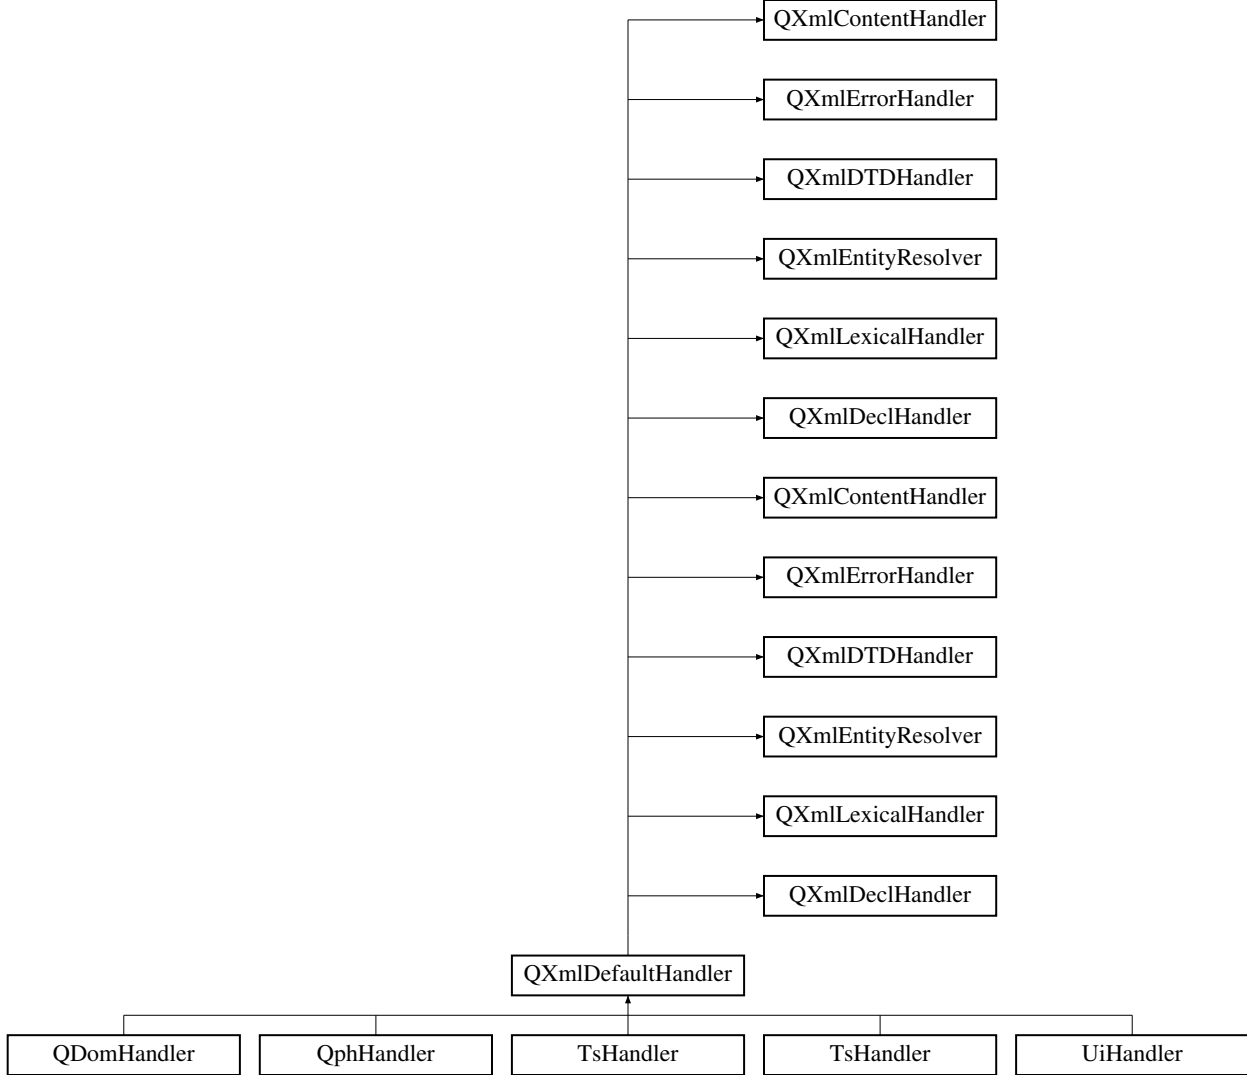 QXmlContentHandler
QXmlErrorHandler
QXmlDTDHandler
QXmlEntityResolver
QXmlLexicalHandler
QXmlDeclHandler
QXmlContentHandler
QXmlErrorHandler
QXmlDTDHandler
QXmlEntityResolver
QXmlLexicalHandler
QXmlDeclHandler
QXmlDefaultHandler
QDomHandler QphHandler TsHandler TsHandler UiHandler